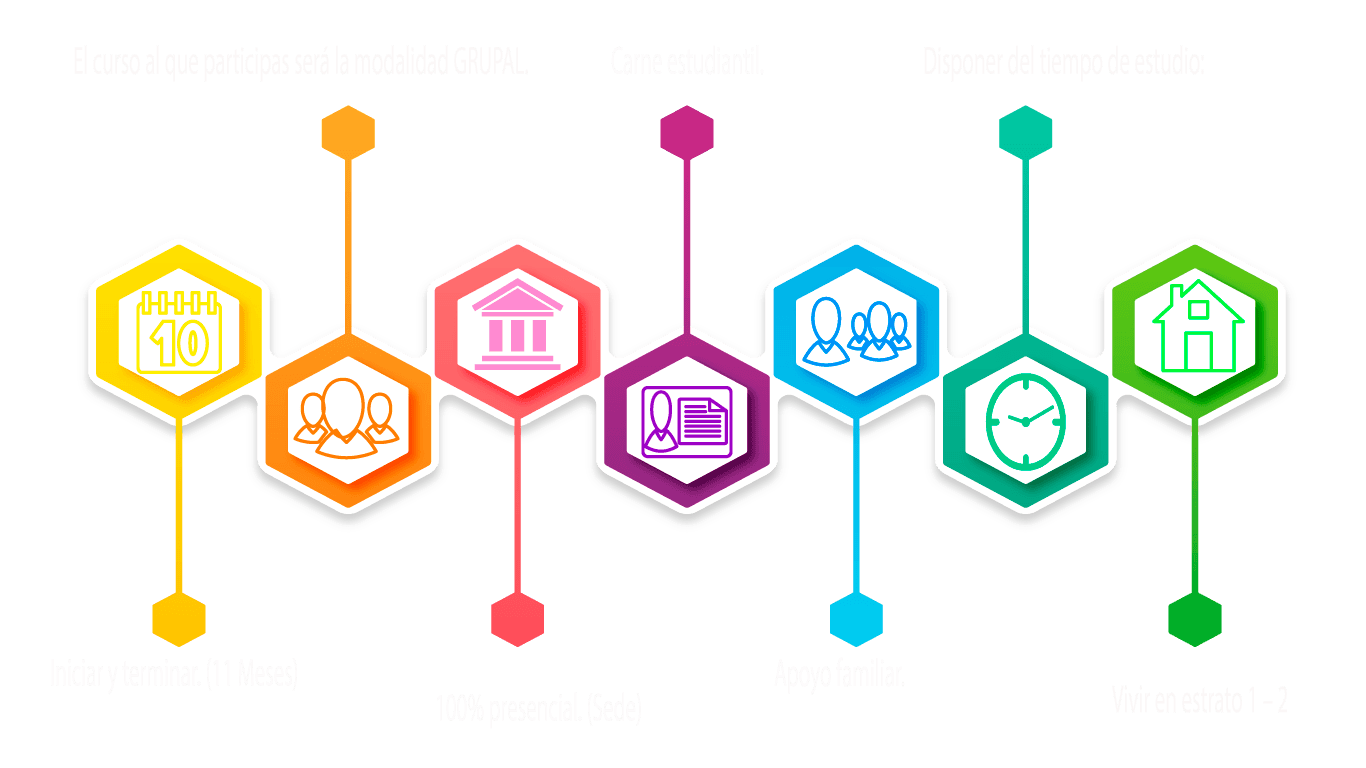 El curso al que participas será la modalidad GRUPAL.
Carne estudiantil.
Disponer del tiempo de estudio:
10
Iniciar y terminar. (11 Meses)
100% presencial. (Sede)
Apoyo familiar.
Vivir en estrato 1 – 2